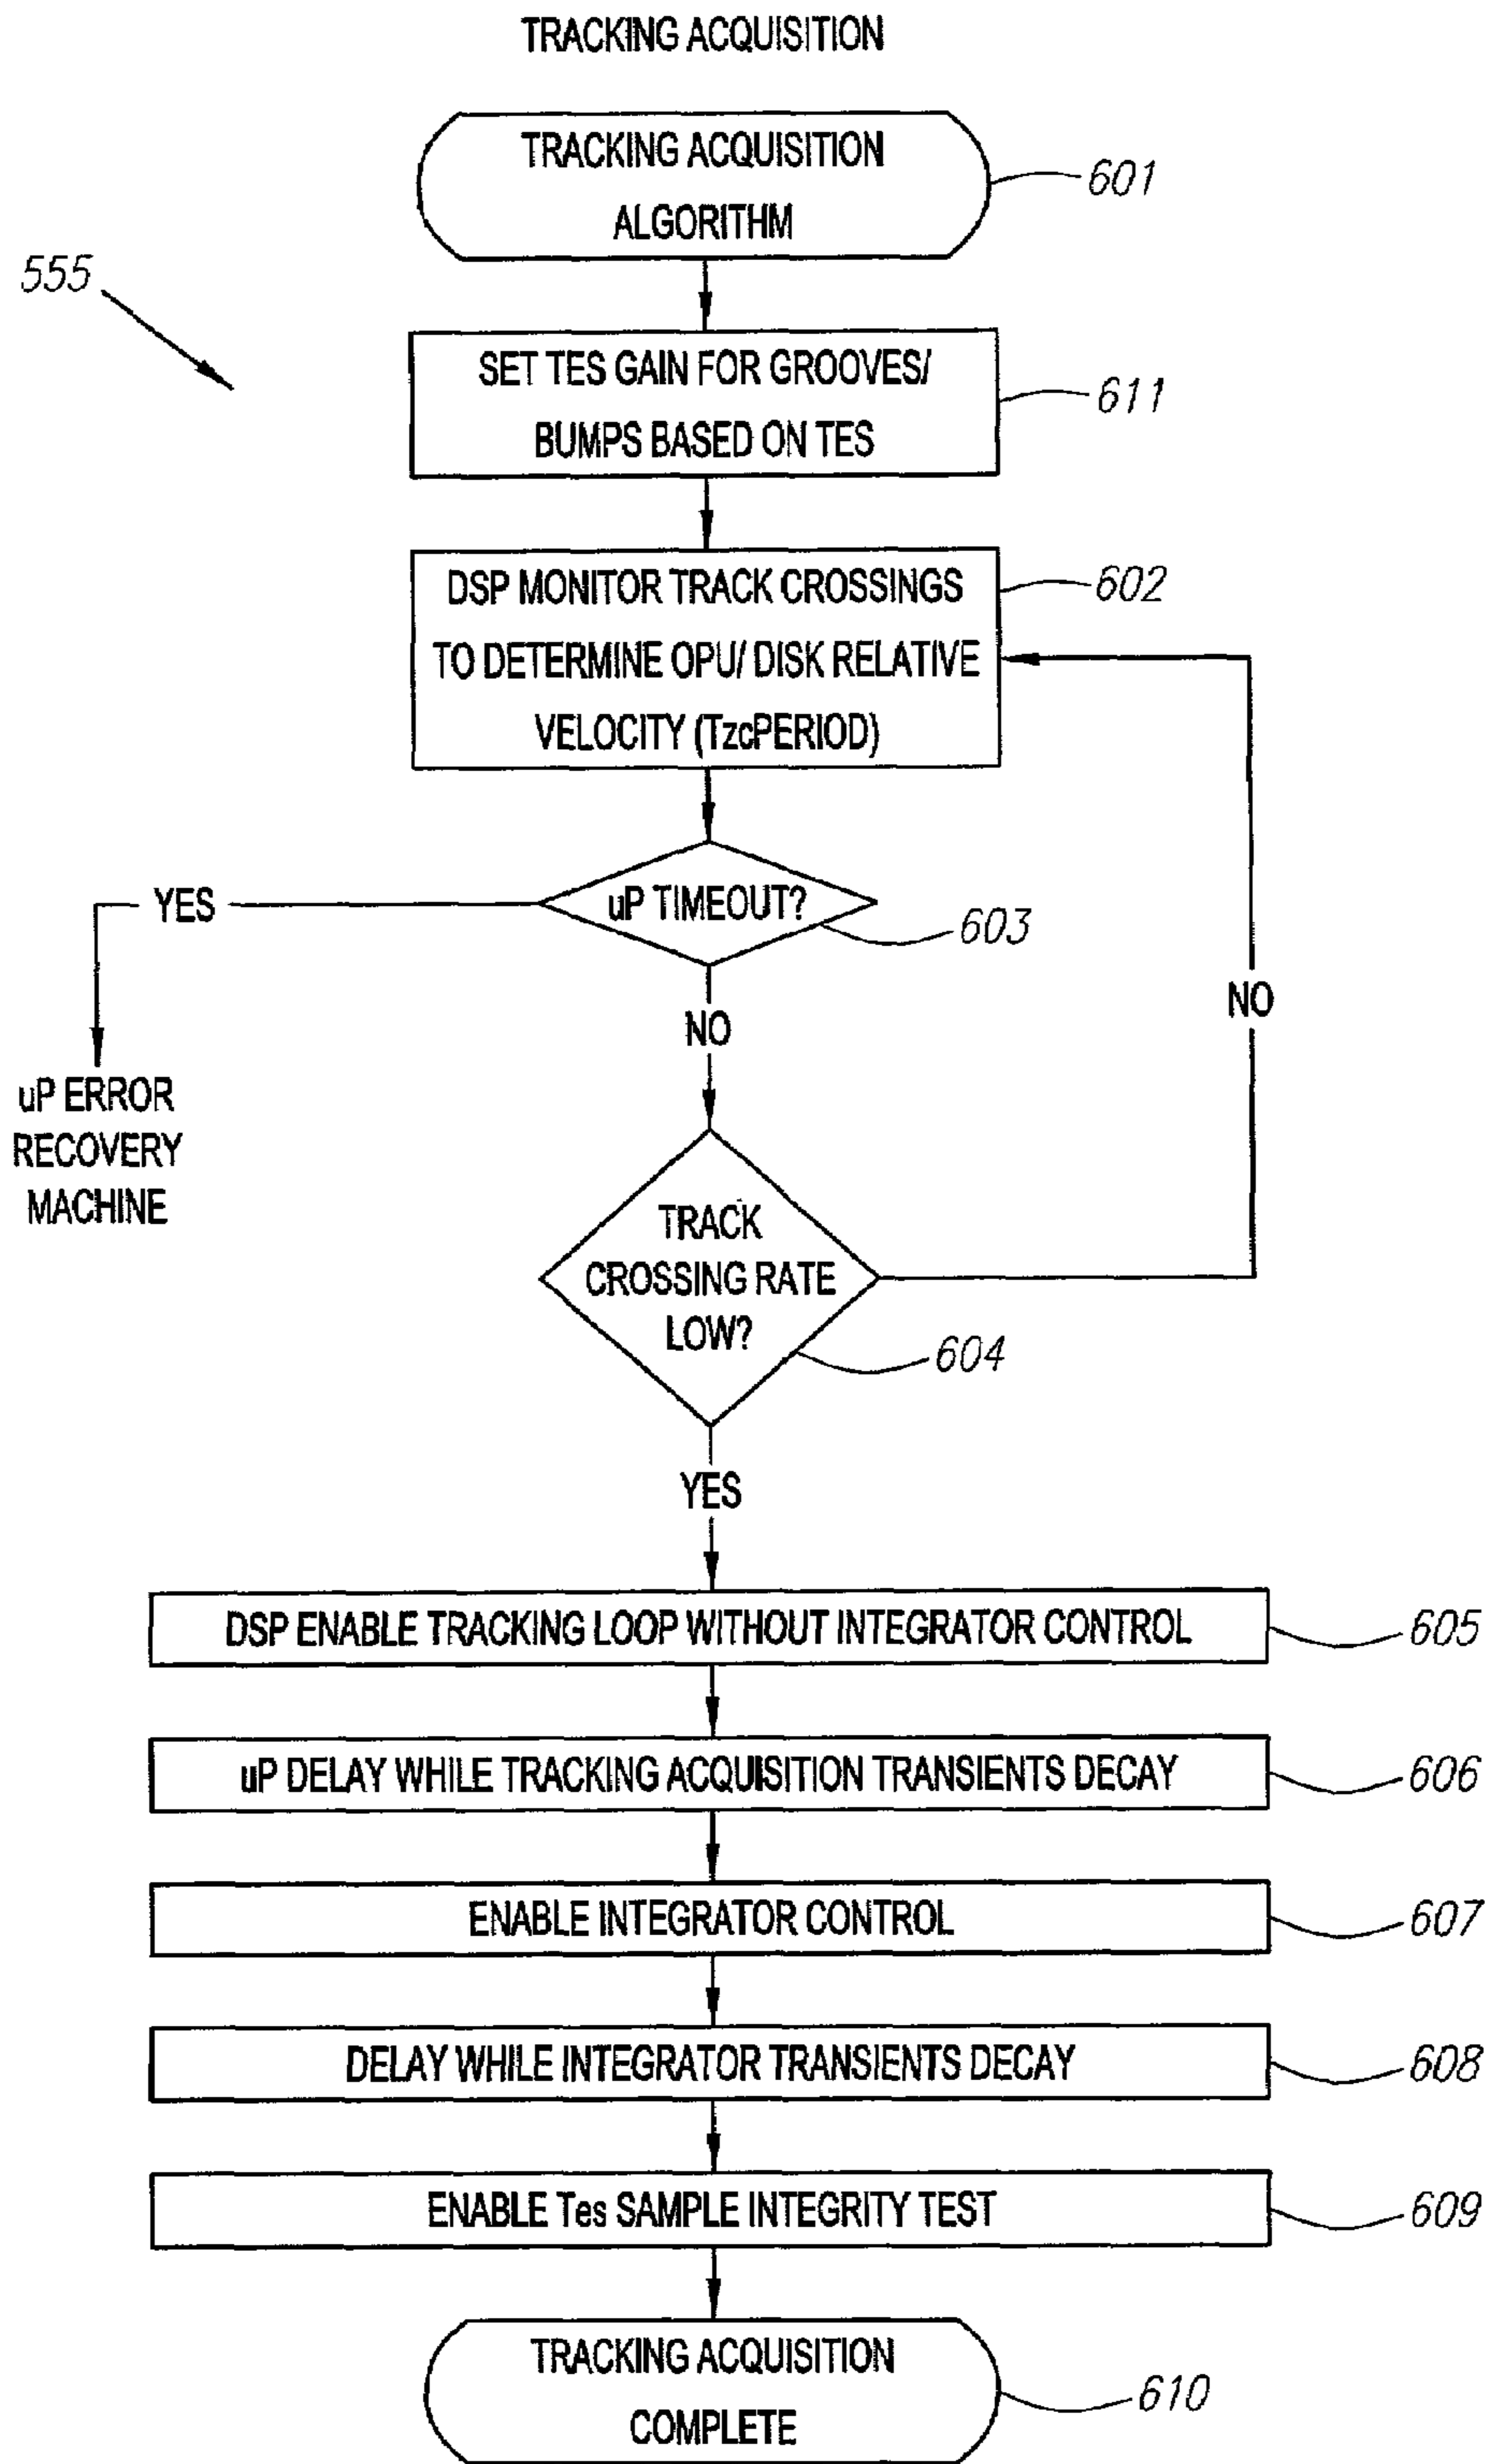 TRACKING ACQUISITION
TRACKING ACQUISITION
ALGORITHM
601
555
SET TES GAIN FOR GROOVES/
BUMPS BASED ON TES
611
DSP MONITOR TRACK CROSSINGS
TO DETERMINE OPU/ DISK RELATIVE
VELOCITY (TzcPERIOD)
602
YES
uP TIMEOUT?
603
NO
NO
uP ERROR
RECOVERY
MACHINE
TRACK
CROSSING RATE
LOW?
604
YES
DSP ENABLE TRACKING LOOP WITHOUT INTEGRATOR CONTROL
605
uP DELAY WHILE TRACKING ACQUISITION TRANSIENTS DECAY
606
ENABLE INTEGRATOR CONTROL
607
DELAY WHILE INTEGRATOR TRANSIENTS DECAY
608
ENABLE Tes SAMPLE INTEGRITY TEST
609
TRACKING ACQUISITION
COMPLETE
610